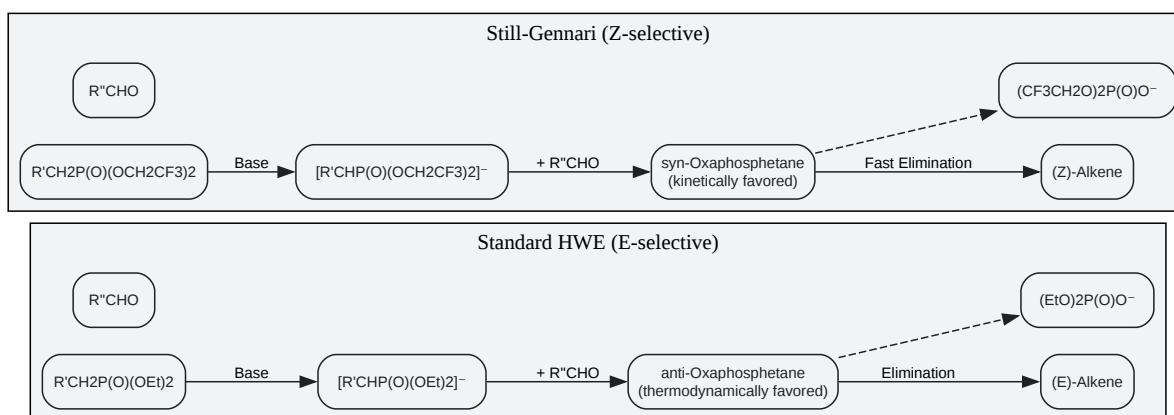 Still-Gennari (Z-selective)
R"CHO
(CF3CH2O)2P(O)O⁻
R'CH2P(O)(OCH2CF3)2
Base
[R'CHP(O)(OCH2CF3)2]⁻
+ R"CHO
syn-Oxaphosphetane
(kinetically favored)
Fast Elimination
(Z)-Alkene
Standard HWE (E-selective)
R"CHO
(EtO)2P(O)O⁻
R'CH2P(O)(OEt)2
Base
[R'CHP(O)(OEt)2]⁻
+ R"CHO
anti-Oxaphosphetane
(thermodynamically favored)
Elimination
(E)-Alkene